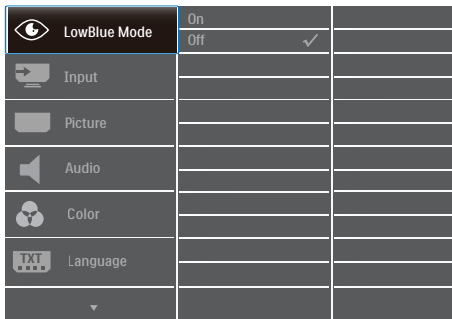 LowBlue Mode
On
Off
Input
Picture
Audio
Color
TXT
Language